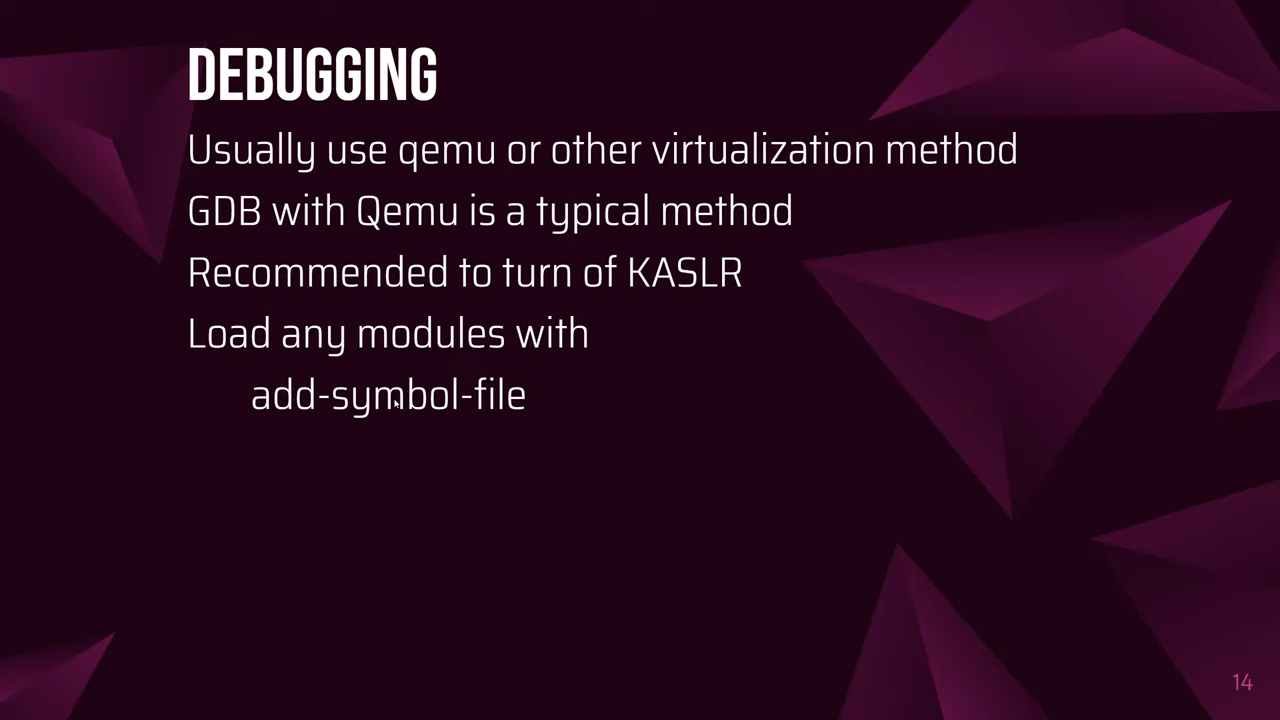 DEBUGGING
Usually use qemu or other virtualization method
GDB with Qemu is a typical method
Recommended to turn of KASLR
Load any modules with
add-symbol-file
14